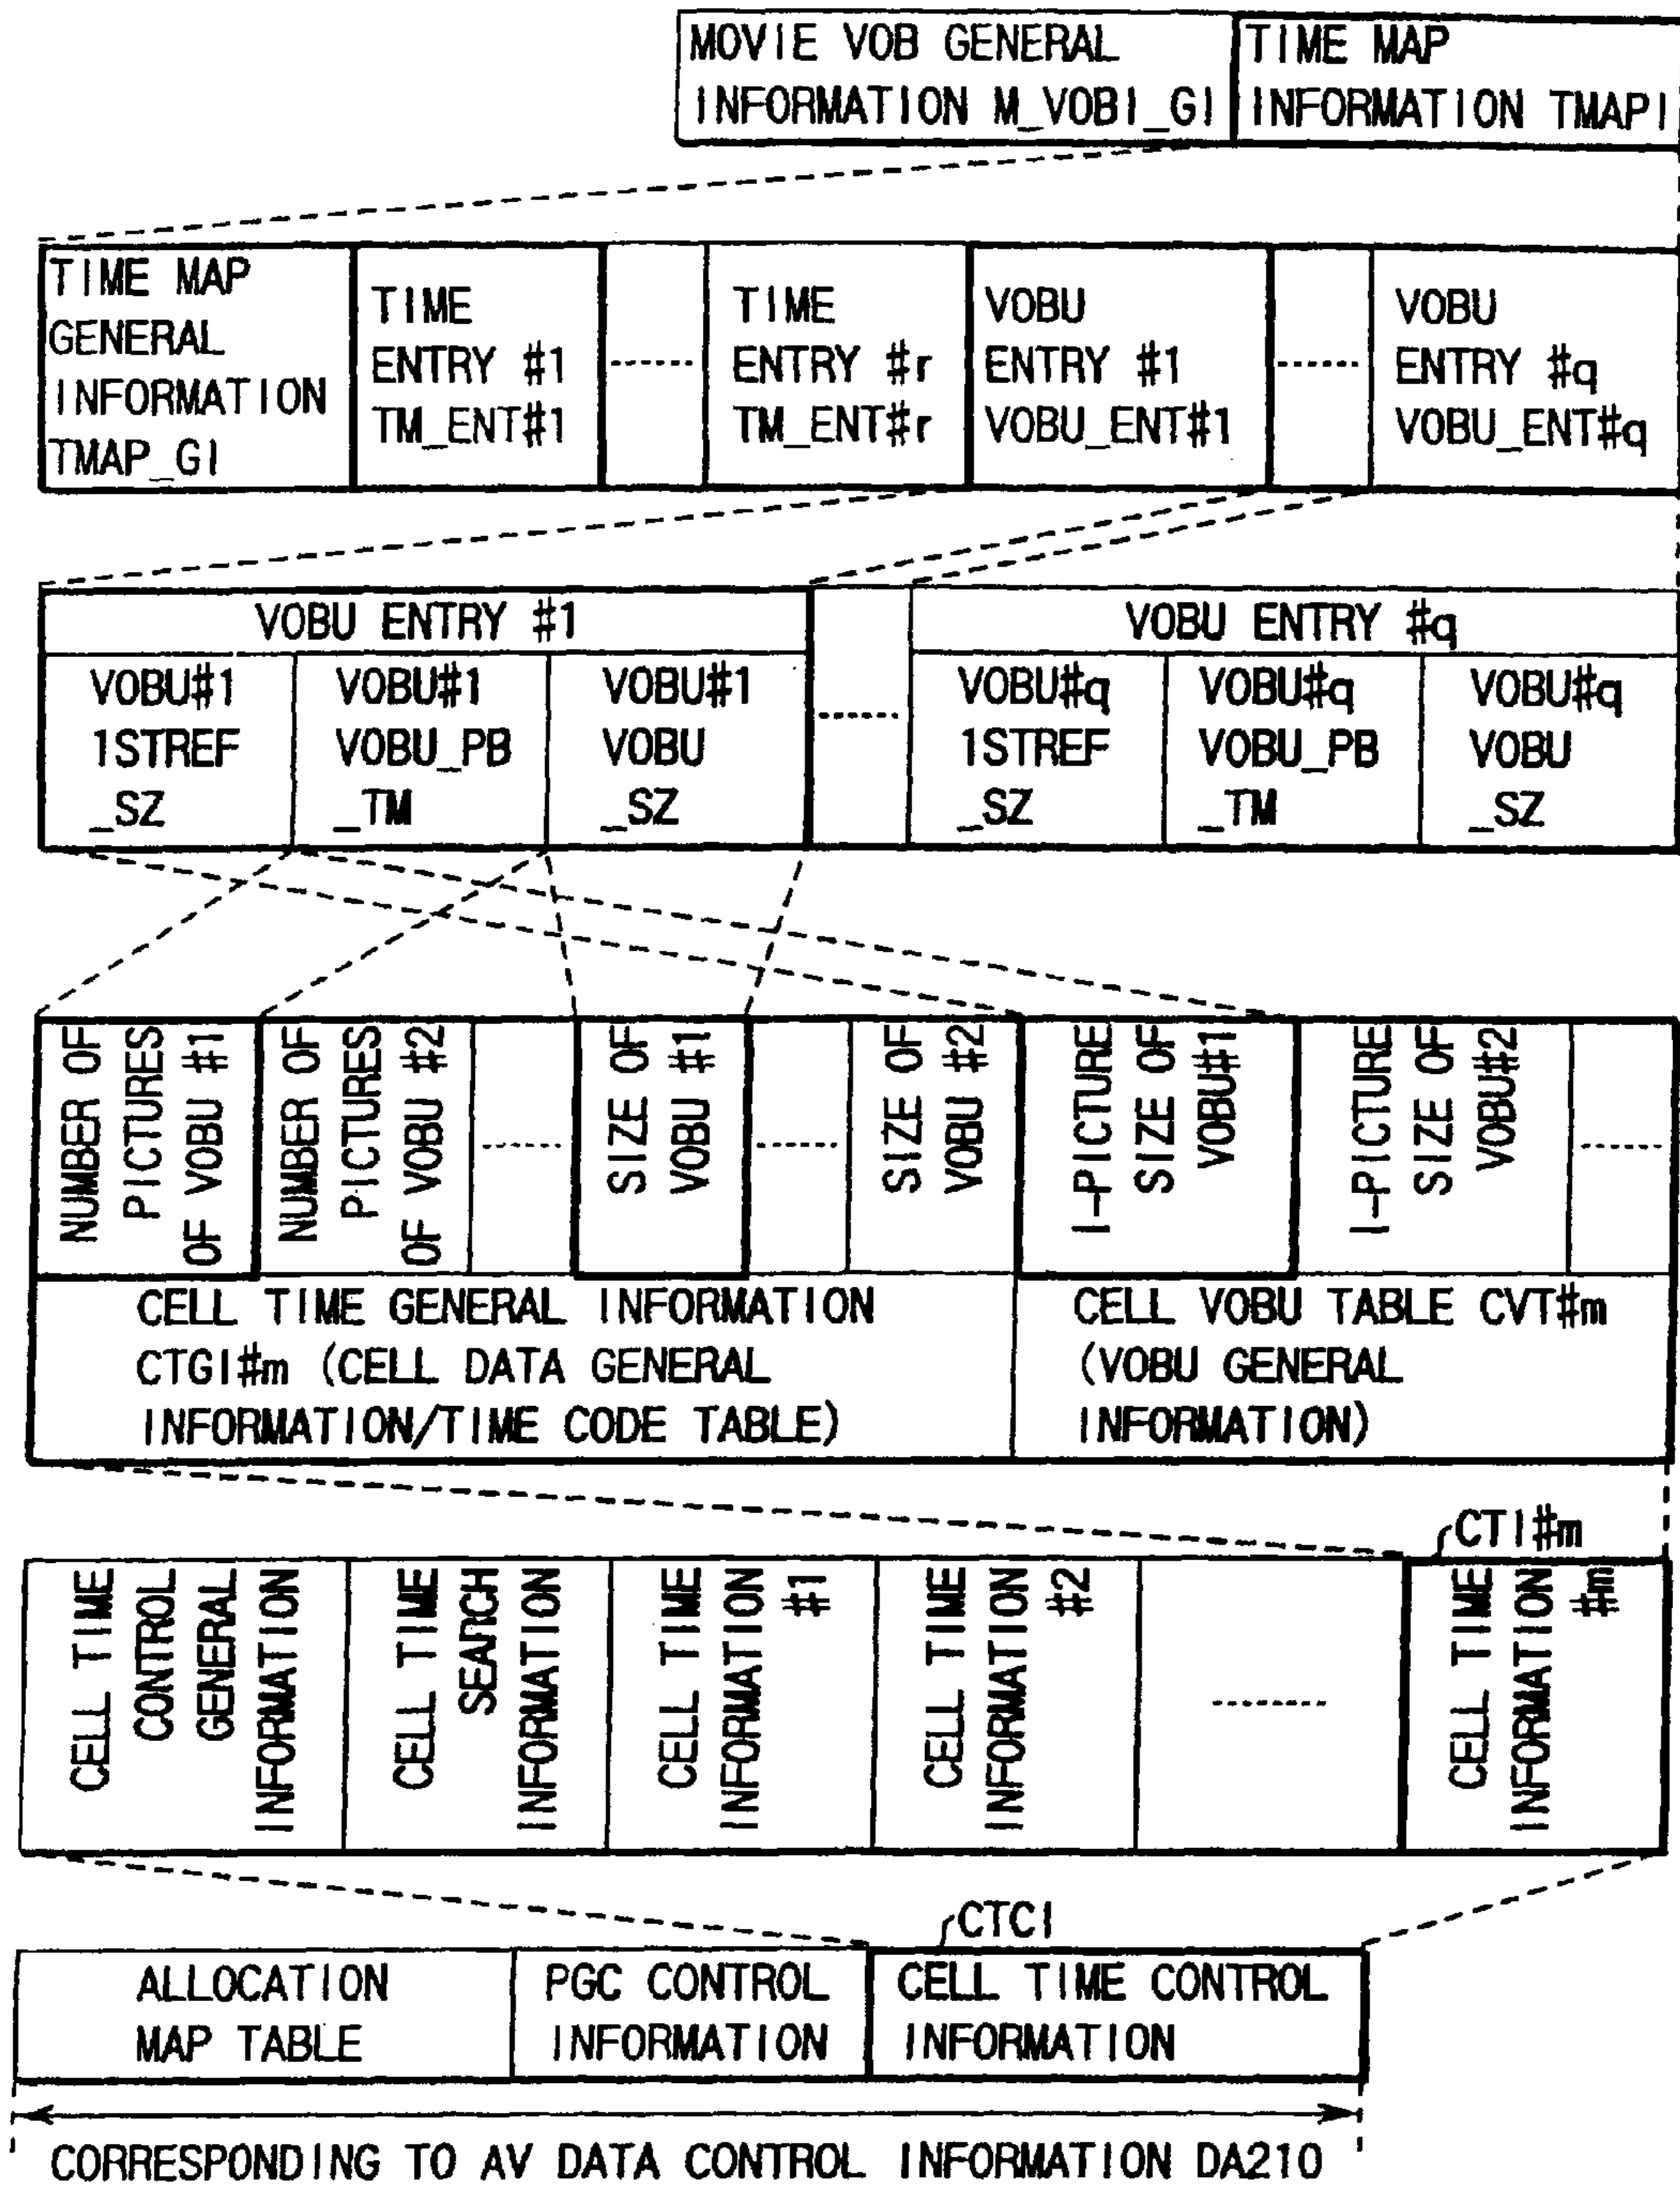 MOVIE VOB GENERAL
INFORMATION M_VOBI_GI
TIME MAP
INFORMATION TMAPI
TIME MAP
GENERAL
INFORMATION
TMAP_GI
TIME
ENTRY #1
TM_ENT#1
TIME
ENTRY #r
TM_ENT#r
VOBU
ENTRY #1
VOBU_ENT#1
VOBU
ENTRY #q
VOBU_ENT#q
VOBU ENTRY #1
VOBU ENTRY #q
VOBU#1
1STREF
_SZ
VOBU#1
VOBU_PB
_TM
VOBU#1
VOBU
_SZ
VOBU#q
1STREF
_SZ
VOBU#q
VOBU_PB
_TM
VOBU#q
VOBU
_SZ
NUMBER OF
PICTURES
OF VOBU #1
NUMBER OF
PICTURES
OF VOBU #2
SIZE OF
VOBU #1
SIZE OF
VOBU #2
I-PICTURE
SIZE OF
VOBU#1
I-PICTURE
SIZE OF
VOBU#2
CELL TIME GENERAL INFORMATION
CTGI#m (CELL DATA GENERAL
INFORMATION/TIME CODE TABLE)
CELL VOBU TABLE CVT#m
(VOBU GENERAL
INFORMATION)
CTI#m
CELL TIME
CONTROL
GENERAL
INFORMATION
CELL TIME
SEARCH
INFORMATION
CELL TIME
INFORMATION
#1
CELL TIME
INFORMATION
#2
CELL TIME
INFORMATION
#m
CTCI
ALLOCATION
MAP TABLE
PGC CONTROL
INFORMATION
CELL TIME CONTROL
INFORMATION
CORRESPONDING TO AV DATA CONTROL INFORMATION DA210